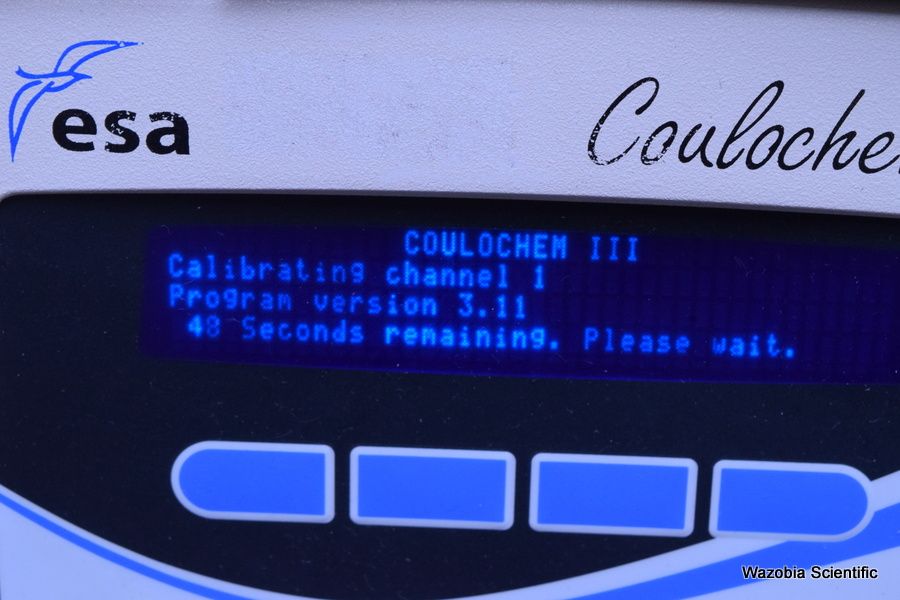 esa
Couloche
COULOCHEM III
Calibrating channel 1
Program version 3.11
48 Seconds remaining. Please wait.
Wazobia Scientific